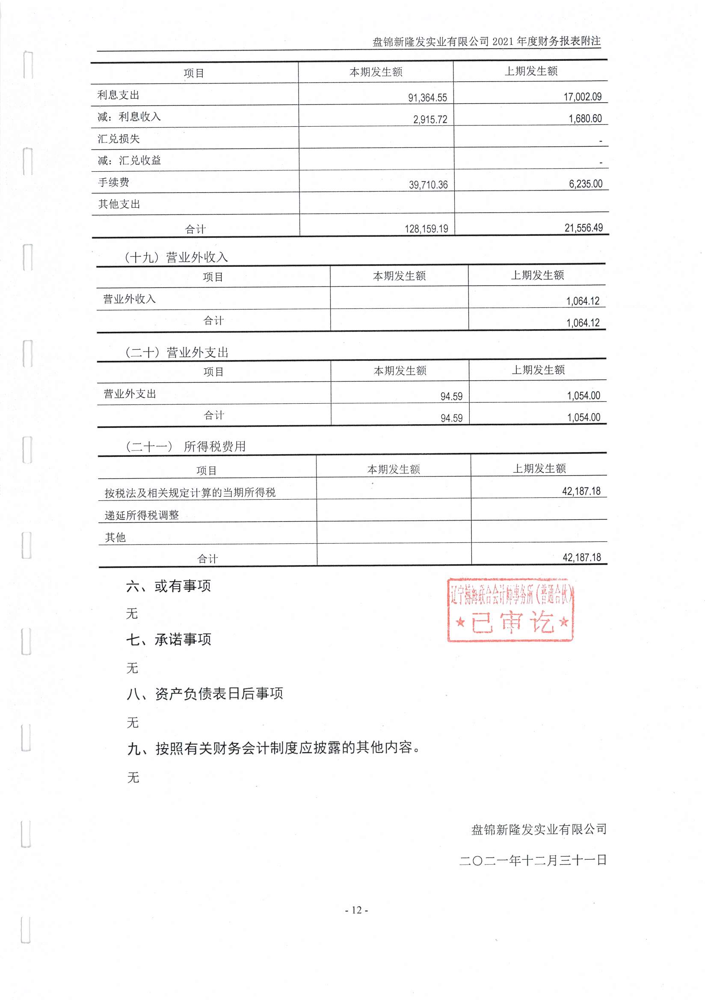 盘锦新隆发实业有限公司 2021 年度财务报表附注
项目 本期发生额 上期发生额
利息支出 91,364.55 17,002.09
减：利息收入 2,915.72 1,680.60
汇兑损失 -
减：汇兑收益 -
手续费 39,710.36 6,235.00
其他支出
合计 128,159.19 21,556.49
（十九）营业外收入
项目 本期发生额 上期发生额
营业外收入 1,064.12
合计 1,064.12
（二十）营业外支出
项目 本期发生额 上期发生额
营业外支出 94.59 1,054.00
合计 94.59 1,054.00
（二十一） 所得税费用
项目 本期发生额 上期发生额
按税法及相关规定计算的当期所得税 42,187.18
递延所得税调整
其他
合计 42,187.18
六、或有事项
辽宁搏海联合会计师事务所（普通合伙）
无
★已审讫★
七、承诺事项
无
八、资产负债表日后事项
无
九、按照有关财务会计制度应披露的其他内容。
无
盘锦新隆发实业有限公司
二〇二一年十二月三十一日
- 12 -